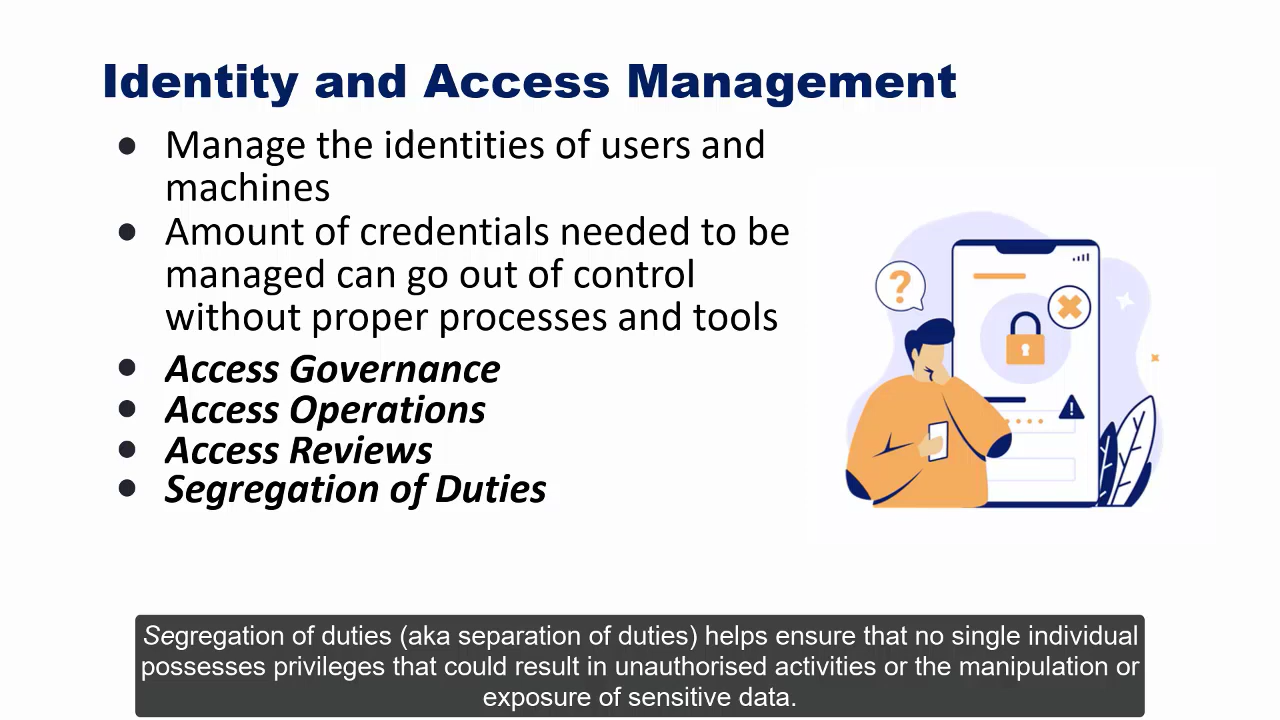 Identity and Access Management
• Manage the identities of users and
machines
• Amount of credentials needed to be
managed can go out of control
without proper processes and tools
• Access Governance
• Access Operations
• Access Reviews
• Segregation of Duties
?
!
Segregation of duties (aka separation of duties) helps ensure that no single individual
possesses privileges that could result in unauthorised activities or the manipulation or
exposure of sensitive data.